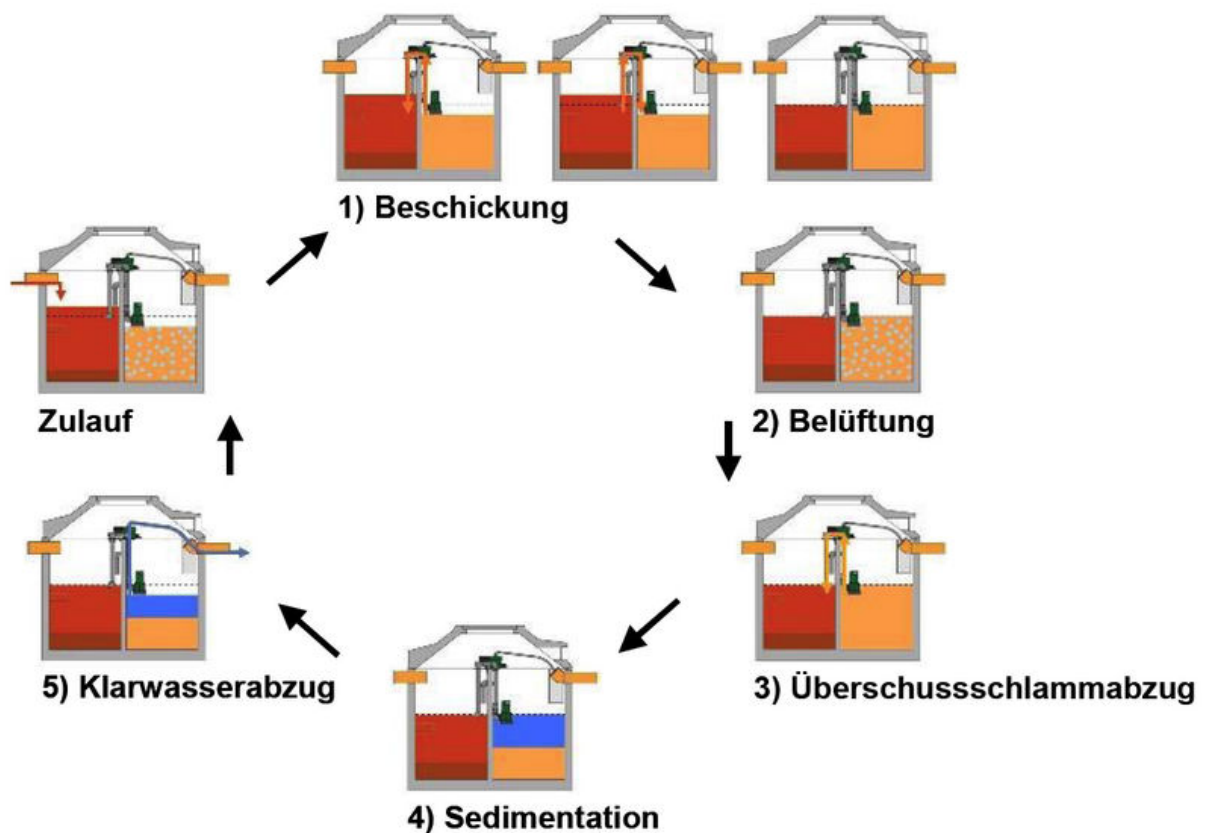 1) Beschickung
Zulauf
2) Belüftung
5) Klarwasserabzug
3) Überschussschlammabzug
4) Sedimentation